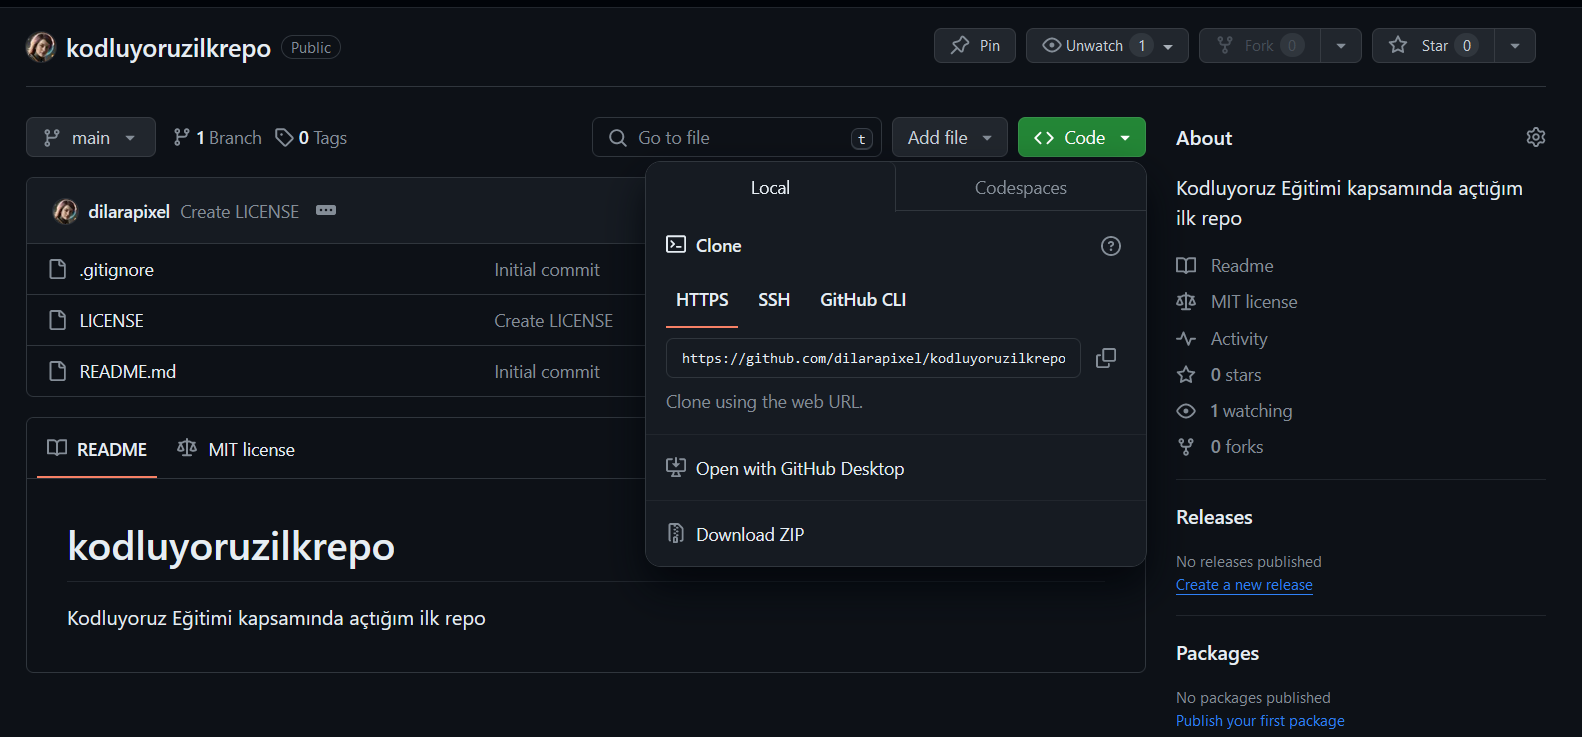 kodluyoruzilkrepo Public
Pin Unwatch 1 Fork 0 Star 0
main 1 Branch 0 Tags Go to file t Add file Code
dilarapixel Create LICENSE
.gitignore Initial commit
LICENSE Create LICENSE
README.md Initial commit
Local Codespaces
Clone
HTTPS SSH GitHub CLI
https://github.com/dilarapixel/kodluyoruzilkrepo
Clone using the web URL.
Open with GitHub Desktop
Download ZIP
README MIT license
kodluyoruzilkrepo
Kodluyoruz Eğitimi kapsamında açtığım ilk repo
About
Kodluyoruz Eğitimi kapsamında açtığım
ilk repo
Readme
MIT license
Activity
0 stars
1 watching
0 forks
Releases
No releases published
Create a new release
Packages
No packages published
Publish your first package